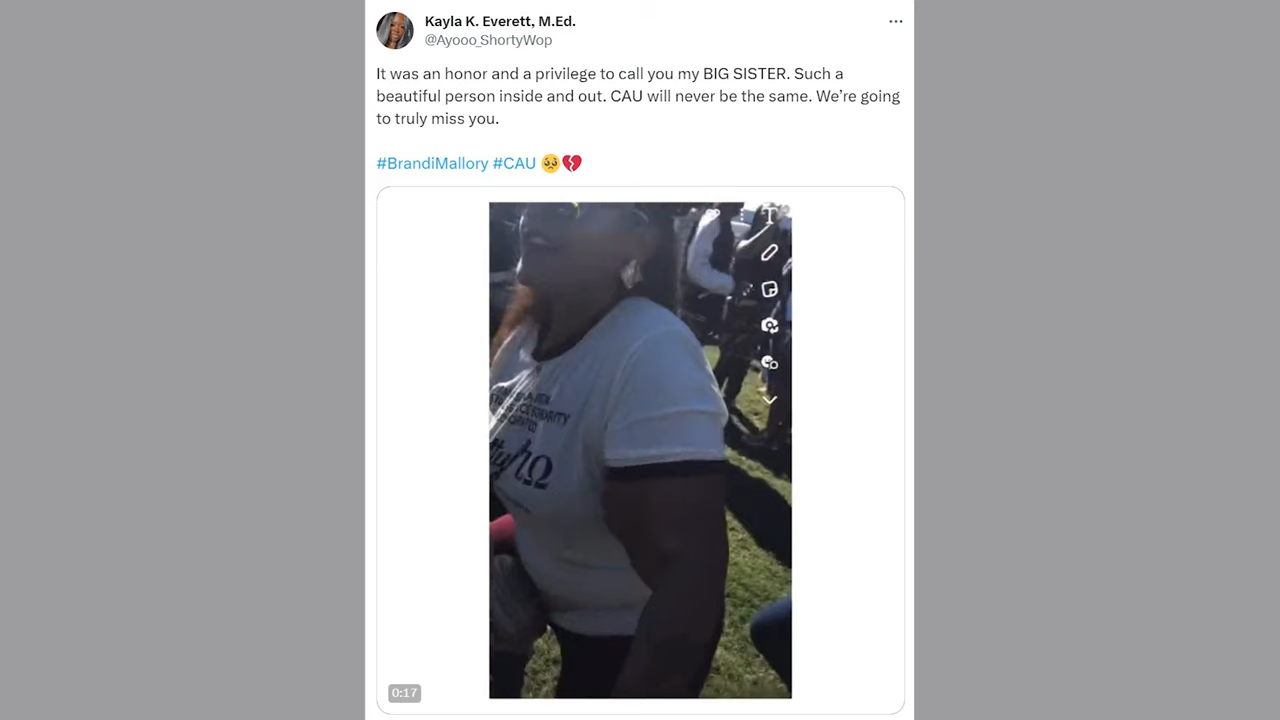 Kayla K. Everett, M.Ed.
@Ayooo_ShortyWop
It was an honor and a privilege to call you my BIG SISTER. Such a
beautiful person inside and out. CAU will never be the same. We’re going
to truly miss you.
#BrandiMallory #CAU 🥺💔
T
Ω
0:17